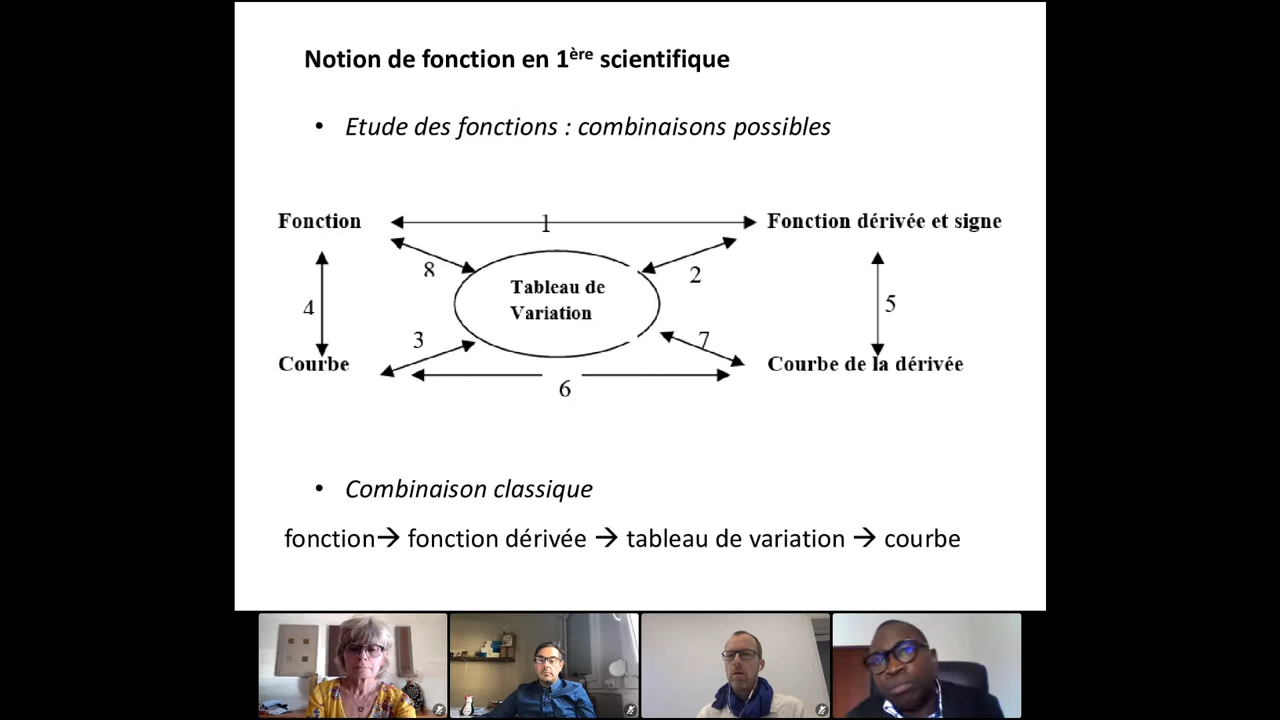 Notion de fonction en 1ère scientifique
• Etude des fonctions : combinaisons possibles
Fonction 1 Fonction dérivée et signe
8 2
Tableau de
Variation
4 5
3 7
Courbe Courbe de la dérivée
6
• Combinaison classique
fonction→ fonction dérivée → tableau de variation → courbe